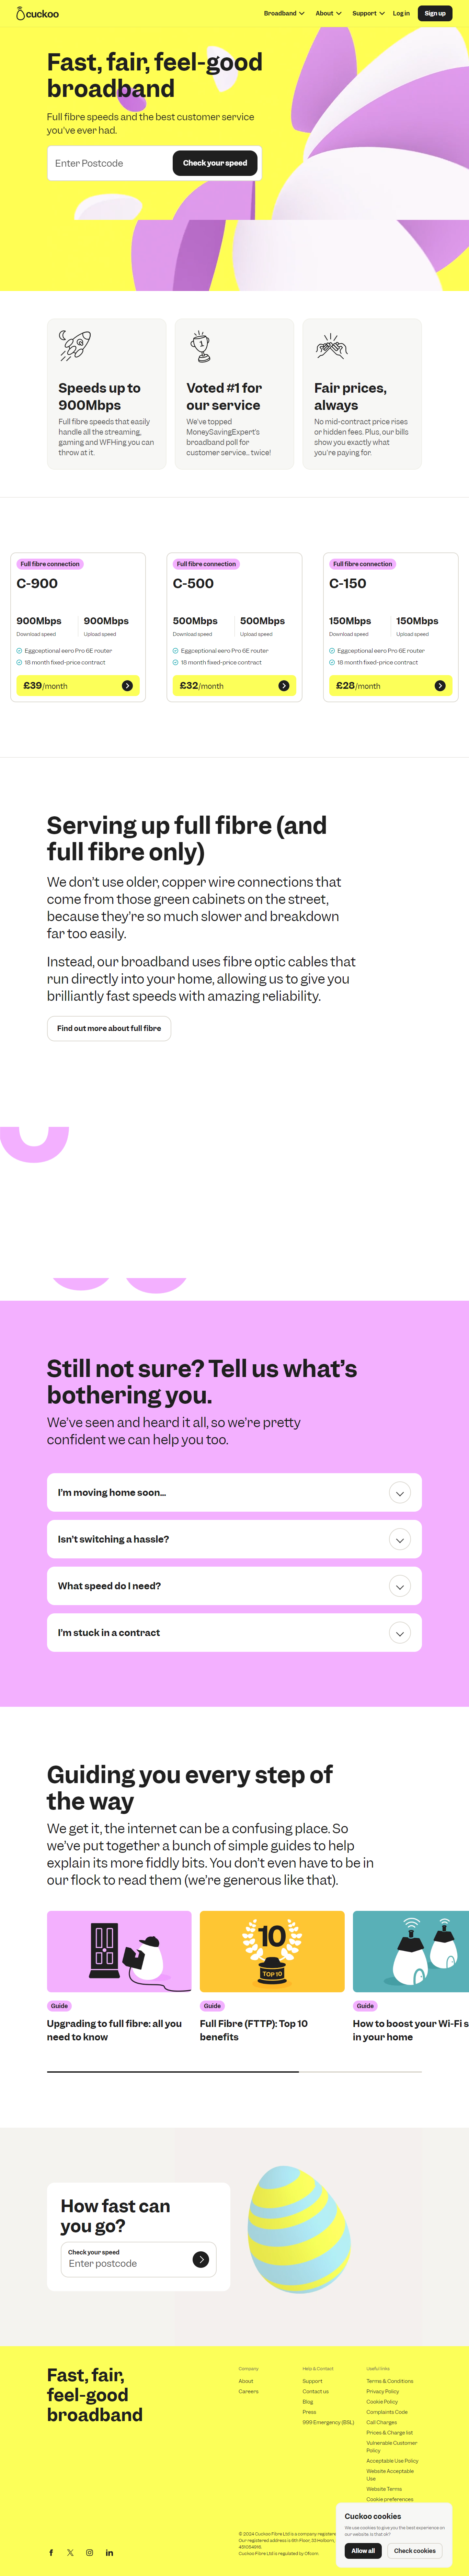 cuckoo
Broadband
About
Support
Log in
Sign up
Fast, fair, feel-good
broadband
Full fibre speeds and the best customer service
you've ever had.
Enter Postcode
Check your speed
Speeds up to
900Mbps
Full fibre speeds that easily
handle all the streaming,
gaming and WFHing you can
throw at it.
Voted #1 for
our service
We've topped
MoneySavingExpert's
broadband poll for
customer service... twice!
Fair prices,
always
No mid-contract price rises
or hidden fees. Plus, our bills
show you exactly what
you're paying for.
Full fibre connection
C-900
900Mbps
Download speed
900Mbps
Upload speed
Eggceptional eero Pro 6E router
18 month fixed-price contract
£39/month
Full fibre connection
C-500
500Mbps
Download speed
500Mbps
Upload speed
Eggceptional eero Pro 6E router
18 month fixed-price contract
£32/month
Full fibre connection
C-150
150Mbps
Download speed
150Mbps
Upload speed
Eggceptional eero Pro 6E router
18 month fixed-price contract
£28/month
Serving up full fibre (and
full fibre only)
We don't use older, copper wire connections that
come from those green cabinets on the street,
because they're so much slower and breakdown
far too easily.
Instead, our broadband uses fibre optic cables that
run directly into your home, allowing us to give you
brilliantly fast speeds with amazing reliability.
Find out more about full fibre
Still not sure? Tell us what's
bothering you.
We've seen and heard it all, so we're pretty
confident we can help you too.
I'm moving home soon...
Isn't switching a hassle?
What speed do I need?
I'm stuck in a contract
Guiding you every step of
the way
We get it, the internet can be a confusing place. So
we've put together a bunch of simple guides to help
explain its more fiddly bits. You don't even have to be in
our flock to read them (we're generous like that).
Guide
Upgrading to full fibre: all you
need to know
10
TOP 10
Guide
Full Fibre (FTTP): Top 10
benefits
Guide
How to boost your Wi-Fi s
in your home
How fast can
you go?
Check your speed
Enter postcode
Fast, fair,
feel-good
broadband
Company
About
Careers
Help & Contact
Support
Contact us
Blog
Press
999 Emergency (BSL)
Useful links
Terms & Conditions
Privacy Policy
Cookie Policy
Complaints Code
Call Charges
Prices & Charge list
Vulnerable Customer
Policy
Acceptable Use Policy
Website Acceptable
Use
Website Terms
Cookie preferences
© 2024 Cuckoo Fibre Ltd is a company registere
Our registered address is 6th Floor, 33 Holborn,
Cuckoo Fibre Ltd is regulated by Ofcom
Cuckoo cookies
We use cookies to give you the best experience on
our website. Is that ok?
Allow all
Check cookies